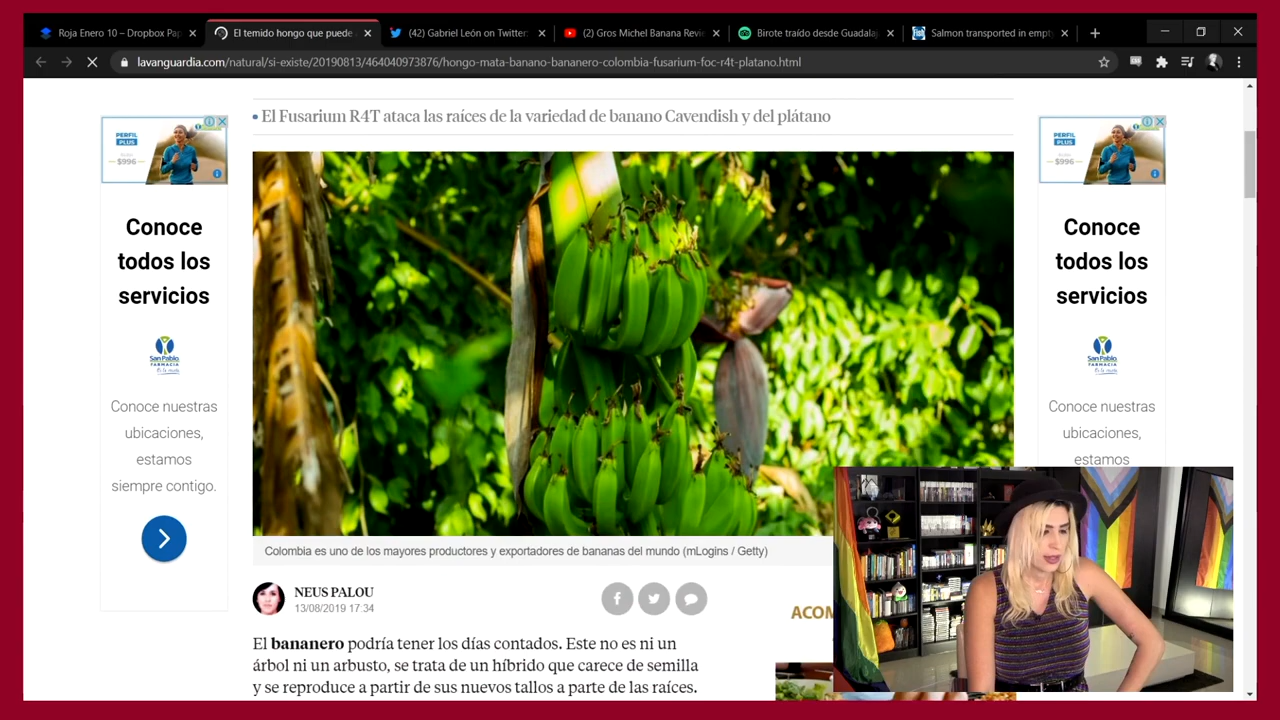 Roja Enero 10 – Dropbox Pap
El temido hongo que puede
(42) Gabriel León on Twitter:
(2) Gros Michel Banana Revie
Birote traído desde Guadalaj
Salmon transported in empt
lavanguardia.com/natural/si-existe/20190813/464040973876/hongo-mata-banano-bananero-colombia-fusarium-foc-r4t-platano.html
El Fusarium R4T ataca las raíces de la variedad de banano Cavendish y del plátano
PERFIL
PLUS
$996
Conoce
todos los
servicios
San Pablo
FARMACIA
Conoce nuestras
ubicaciones,
estamos
siempre contigo.
Colombia es uno de los mayores productores y exportadores de bananas del mundo (mLogins / Getty)
NEUS PALOU
13/08/2019 17:34
ACOM
El bananero podría tener los días contados. Este no es ni un
árbol ni un arbusto, se trata de un híbrido que carece de semilla
y se reproduce a partir de sus nuevos tallos a parte de las raíces.
PERFIL
PLUS
$996
Conoce
todos los
servicios
San Pablo
FARMACIA
Conoce nuestras
ubicaciones,
estamos